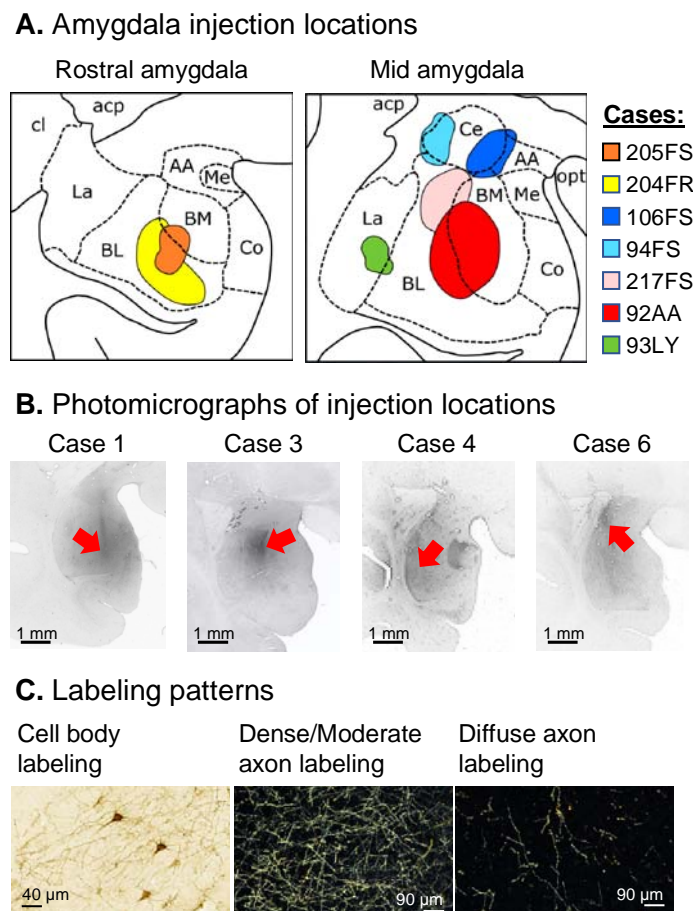 A. Amygdala injection locations
Rostral amygdala
Mid amygdala
acp
cl
AA
Me
La
BM
BL
Co
acp
Ce
AA
opt
BM
Me
La
Co
BL
Cases:
205FS
204FR
106FS
94FS
217FS
92AA
93LY
B. Photomicrographs of injection locations
Case 1
Case 3
Case 4
Case 6
1 mm
1 mm
1 mm
1 mm
C. Labeling patterns
Cell body
labeling
Dense/Moderate
axon labeling
Diffuse axon
labeling
40 µm
90 µm
90 µm